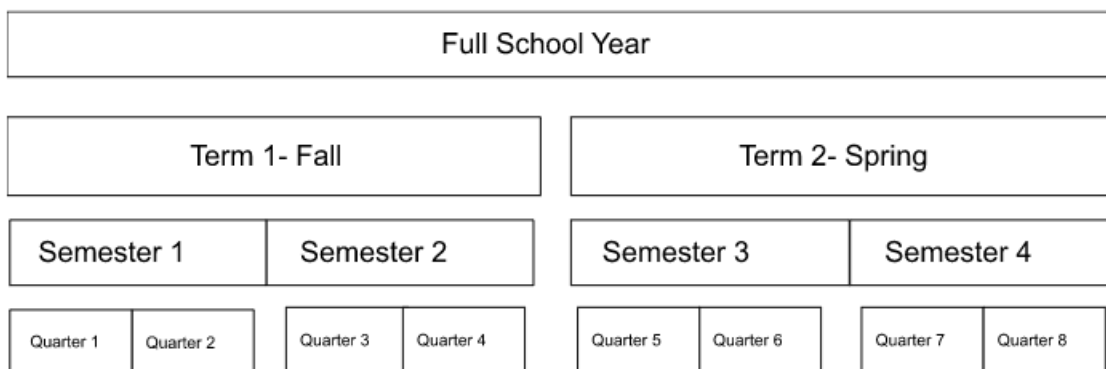 Full School Year
Term 1- Fall
Term 2- Spring
Semester 1
Semester 2
Semester 3
Semester 4
Quarter 1
Quarter 2
Quarter 3
Quarter 4
Quarter 5
Quarter 6
Quarter 7
Quarter 8